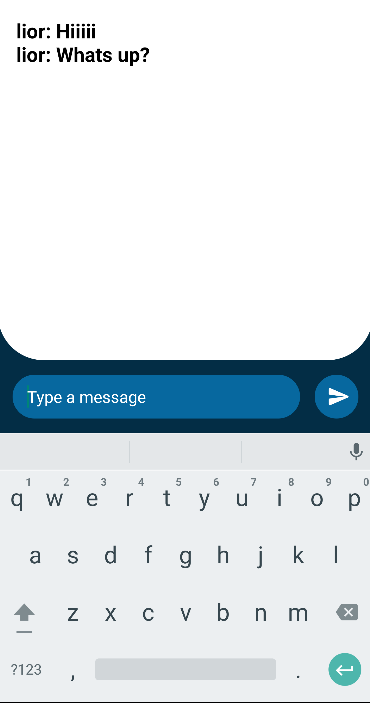 lior: Hiiiii
lior: Whats up?
Type a message
1 2 3 4 5 6 7 8 9 0
q w e r t y u i o p
a s d f g h j k l
z x c v b n m
?123 , .